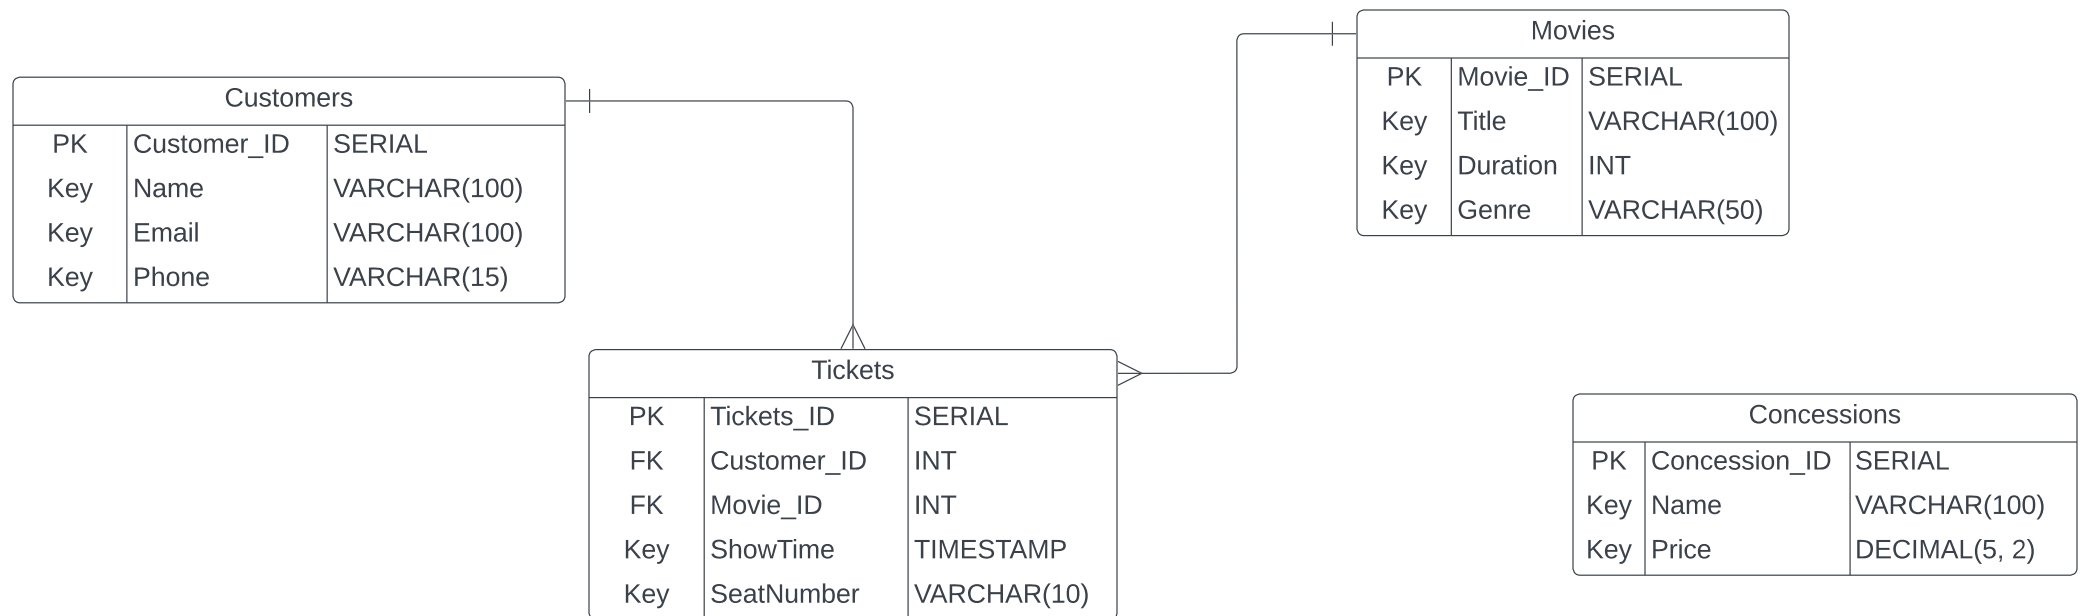 Customers
PK Customer_ID SERIAL
Key Name VARCHAR(100)
Key Email VARCHAR(100)
Key Phone VARCHAR(15)
Movies
PK Movie_ID SERIAL
Key Title VARCHAR(100)
Key Duration INT
Key Genre VARCHAR(50)
Tickets
PK Tickets_ID SERIAL
FK Customer_ID INT
FK Movie_ID INT
Key ShowTime TIMESTAMP
Key SeatNumber VARCHAR(10)
Concessions
PK Concession_ID SERIAL
Key Name VARCHAR(100)
Key Price DECIMAL(5, 2)